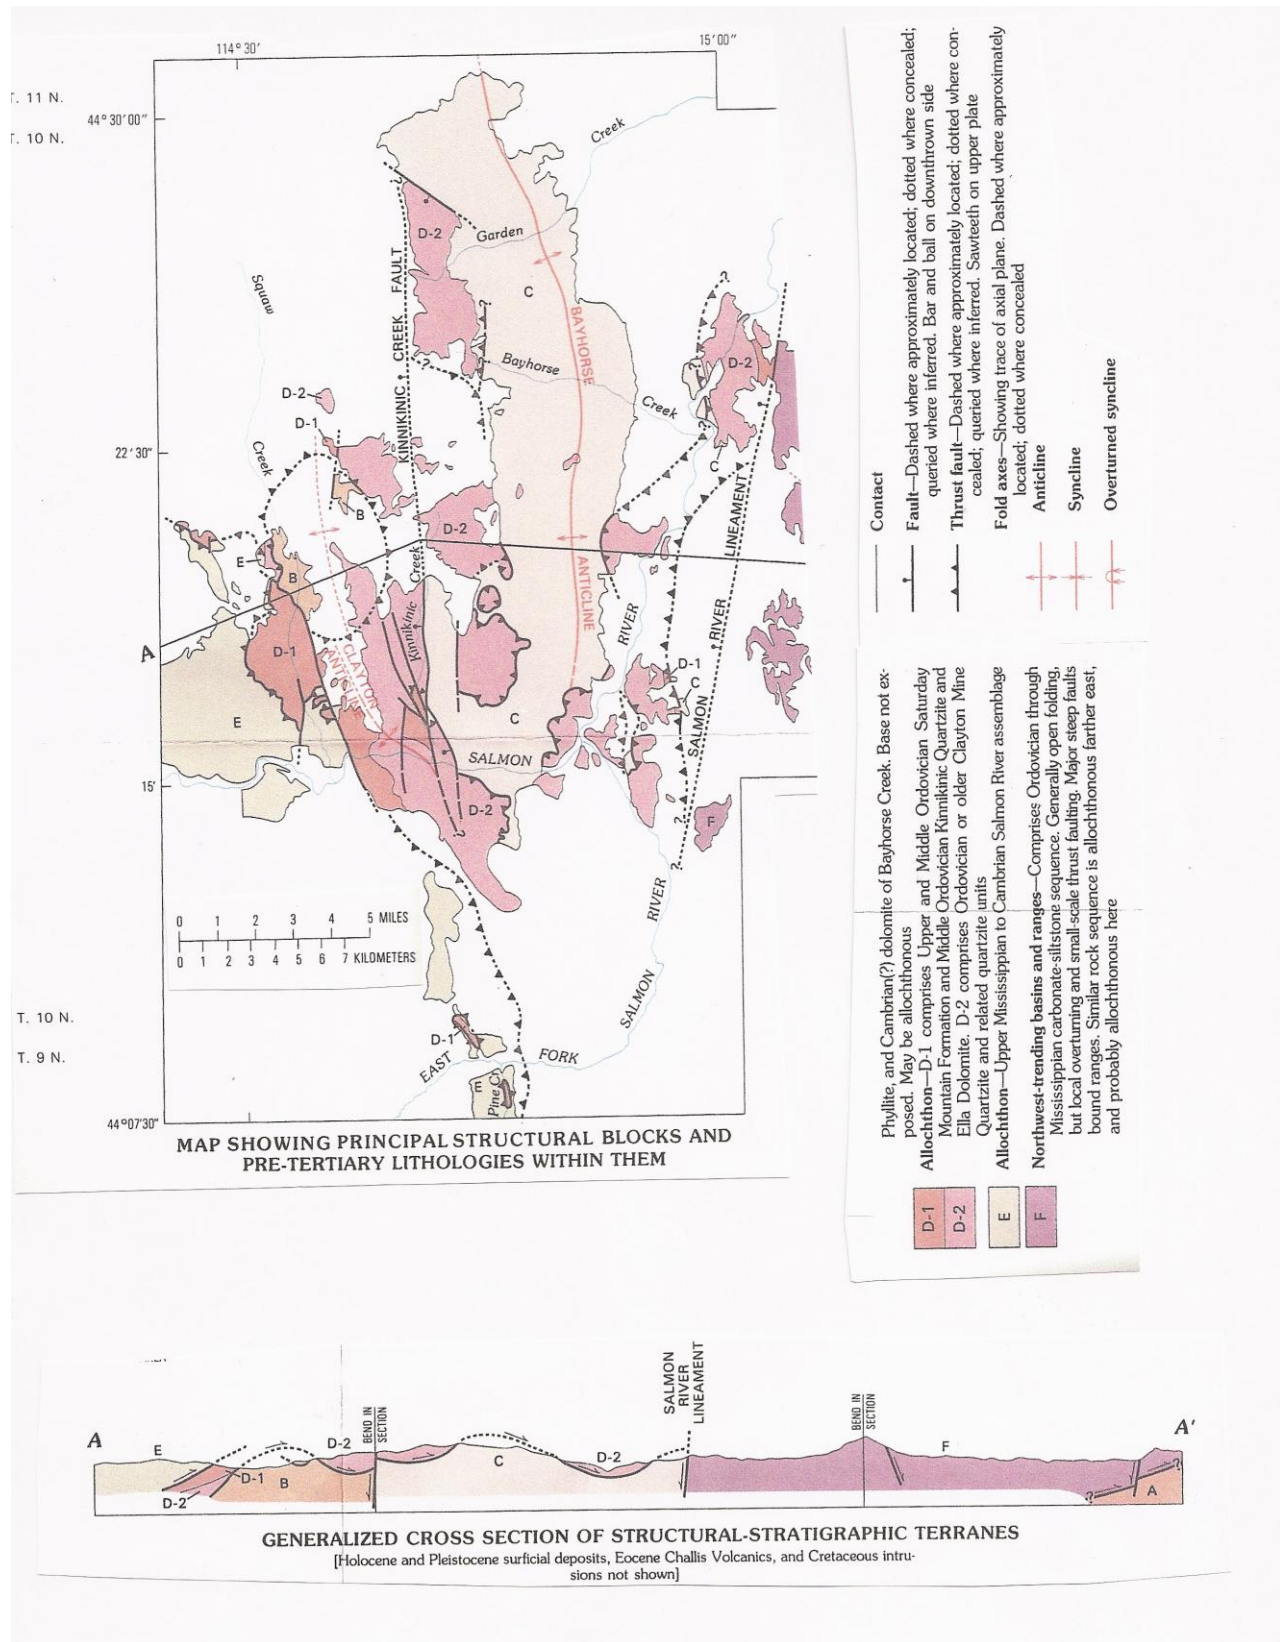 114° 30'
15'00"
T. 11 N.
44° 30'00"
T. 10 N.
Creek
Garden
D-2
KINNIKINIC CREEK FAULT
C
Squaw
Creek
BAYHORSE
ANTICLINE
?
?
Bayhorse
Creek
?
?
?
D-2
D-2
D-1
22'30"
C
B
D-2
E
B
Kinnikinic
Creek
A
D-1
CLAYTON
ANTICLINE
E
C
RIVER
D-1
C
SALMON RIVER LINEAMENT
SALMON
15'
D-2
?
?
F
?
0 1 2 3 4 5 MILES
0 1 2 3 4 5 6 7 KILOMETERS
RIVER
SALMON
T. 10 N.
T. 9 N.
D-1
EAST
FORK
E
Pine Cr
44°07'30"
MAP SHOWING PRINCIPAL STRUCTURAL BLOCKS AND
PRE-TERTIARY LITHOLOGIES WITHIN THEM
Contact
Fault—Dashed where approximately located; dotted where concealed;
queried where inferred. Bar and ball on downthrown side
Thrust fault—Dashed where approximately located; dotted where con-
cealed; queried where inferred. Sawteeth on upper plate
Fold axes—Showing trace of axial plane. Dashed where approximately
located; dotted where concealed
Anticline
Syncline
Overturned syncline
Phyllite, and Cambrian(?) dolomite of Bayhorse Creek. Base not ex-
posed. May be allochthonous
D-1
D-2
Allochthon—D-1 comprises Upper and Middle Ordovician Saturday
Mountain Formation and Middle Ordovician Kinnikinic Quartzite and
Ella Dolomite. D-2 comprises Ordovician or older Clayton Mine
Quartzite and related quartzite units
E
Allochthon—Upper Mississippian to Cambrian Salmon River assemblage
F
Northwest-trending basins and ranges—Comprises Ordovician through
Mississippian carbonate-siltstone sequence. Generally open folding,
but local overturning and small-scale thrust faulting. Major steep faults
bound ranges. Similar rock sequence is allochthonous farther east,
and probably allochthonous here
SALMON
RIVER
LINEAMENT
BEND IN
SECTION
BEND IN
SECTION
A
A'
E
D-2
D-1
B
D-2
C
D-2
F
?
?
A
GENERALIZED CROSS SECTION OF STRUCTURAL-STRATIGRAPHIC TERRANES
[Holocene and Pleistocene surficial deposits, Eocene Challis Volcanics, and Cretaceous intru-
sions not shown]